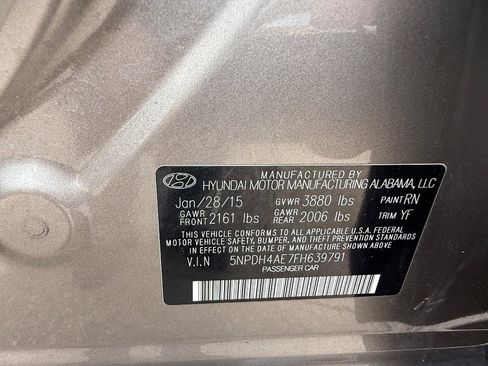 MANUFACTURED BY
HYUNDAI MOTOR MANUFACTURING ALABAMA, LLC
Jan/28/15 GVWR 3880 lbs PAINT RN
GAWR FRONT 2161 lbs GAWR REAR 2006 lbs TRIM YF
THIS VEHICLE CONFORMS TO ALL APPLICABLE U.S.A. FEDERAL
MOTOR VEHICLE SAFETY, BUMPER, AND THEFT PREVENTION STANDARDS
IN EFFECT ON THE DATE OF MANUFACTURE SHOWN ABOVE.
V.I.N 5NPDH4AE7FH639791
PASSENGER CAR